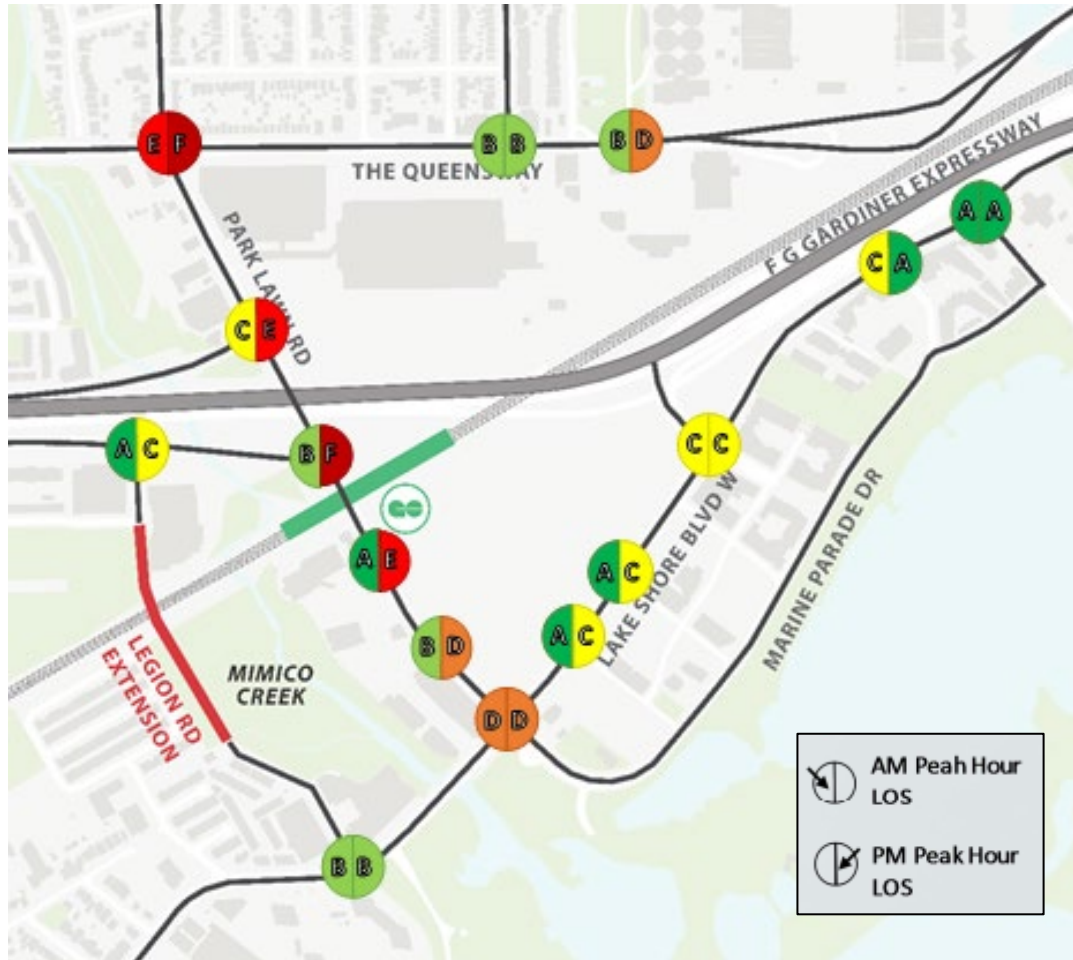 E F
B B
B D
THE QUEENSWAY
F G GARDINER EXPRESSWAY
A A
C A
PARK LAWN RD
C E
A C
B F
C C
GO
A E
A C
LAKE SHORE BLVD W
MARINE PARADE DR
A C
B D
LEGION RD
EXTENSION
MIMICO
CREEK
D D
B B
AM Peah Hour
LOS
PM Peak Hour
LOS